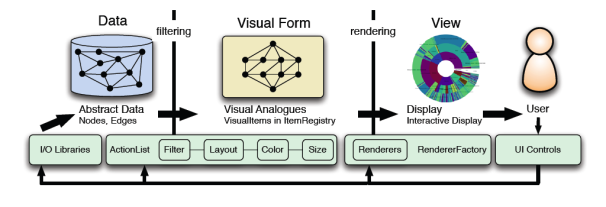 Data
Visual Form
View
filtering
rendering
Abstract Data
Nodes, Edges
Visual Analogues
VisualItems in ItemRegistry
Display
Interactive Display
User
I/O Libraries
ActionList
Filter
Layout
Color
Size
Renderers
RendererFactory
UI Controls